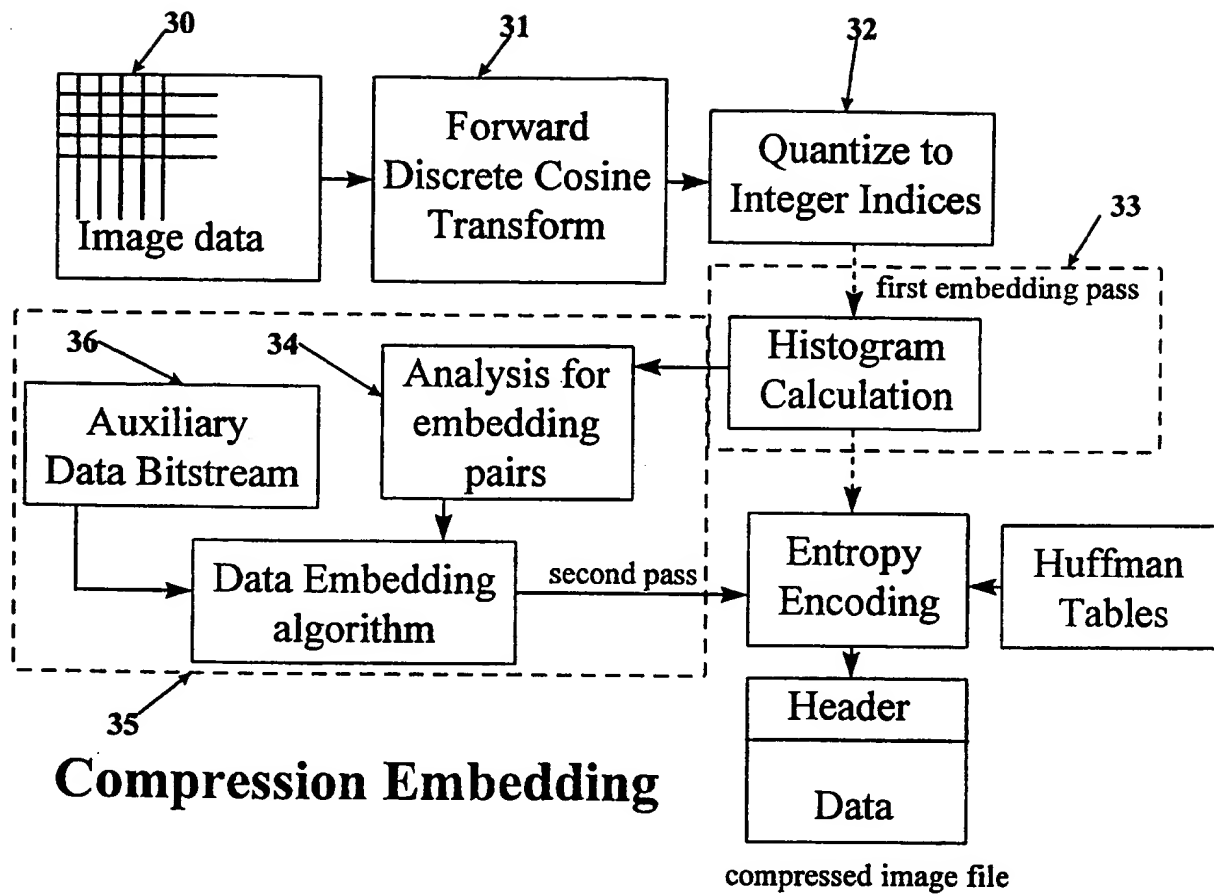 30
31
32
Image data
Forward
Discrete Cosine
Transform
Quantize to
Integer Indices
33
first embedding pass
Histogram
Calculation
36
34
Auxiliary
Data Bitstream
Analysis for
embedding
pairs
Data Embedding
algorithm
second pass
Entropy
Encoding
Huffman
Tables
35
Header
Data
Compression Embedding
compressed image file